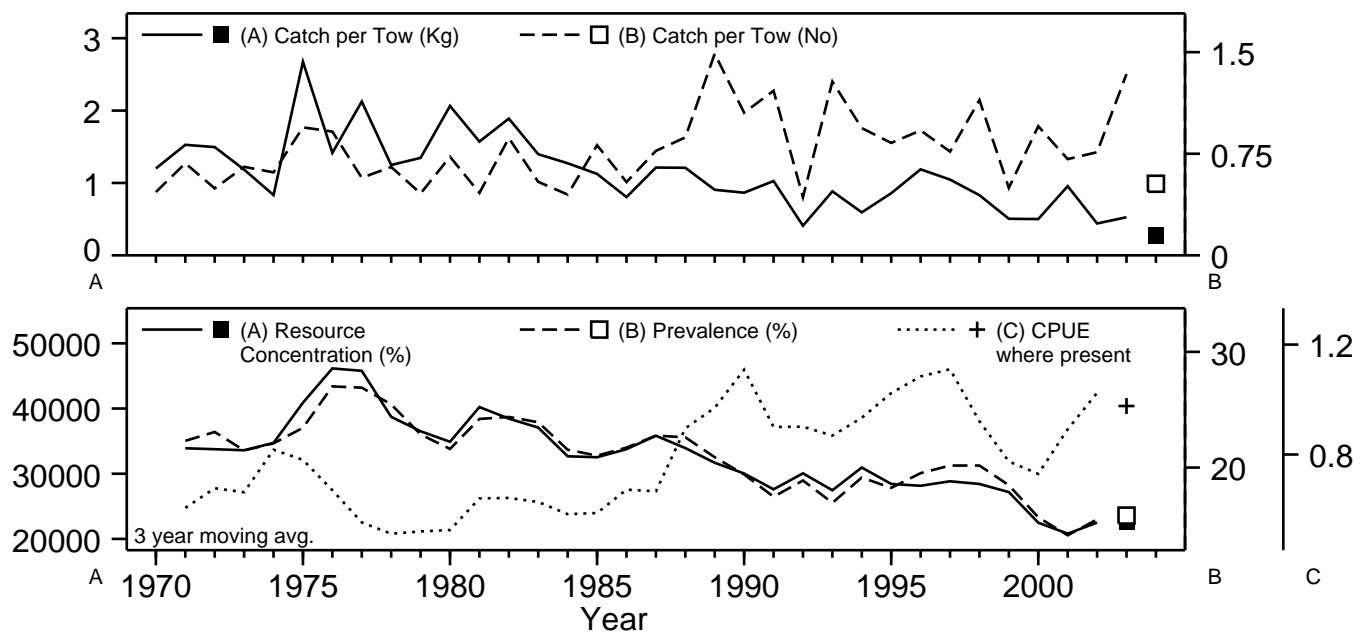 (A) Catch per Tow (Kg) (B) Catch per Tow (No)
3
2
1
0
1.5
0.75
0
A B
(A) Resource Concentration (%) (B) Prevalence (%) (C) CPUE where present
50000
40000
30000
20000
30
20
1.2
0.8
3 year moving avg.
A 1970 1975 1980 1985 1990 1995 2000 B C
Year